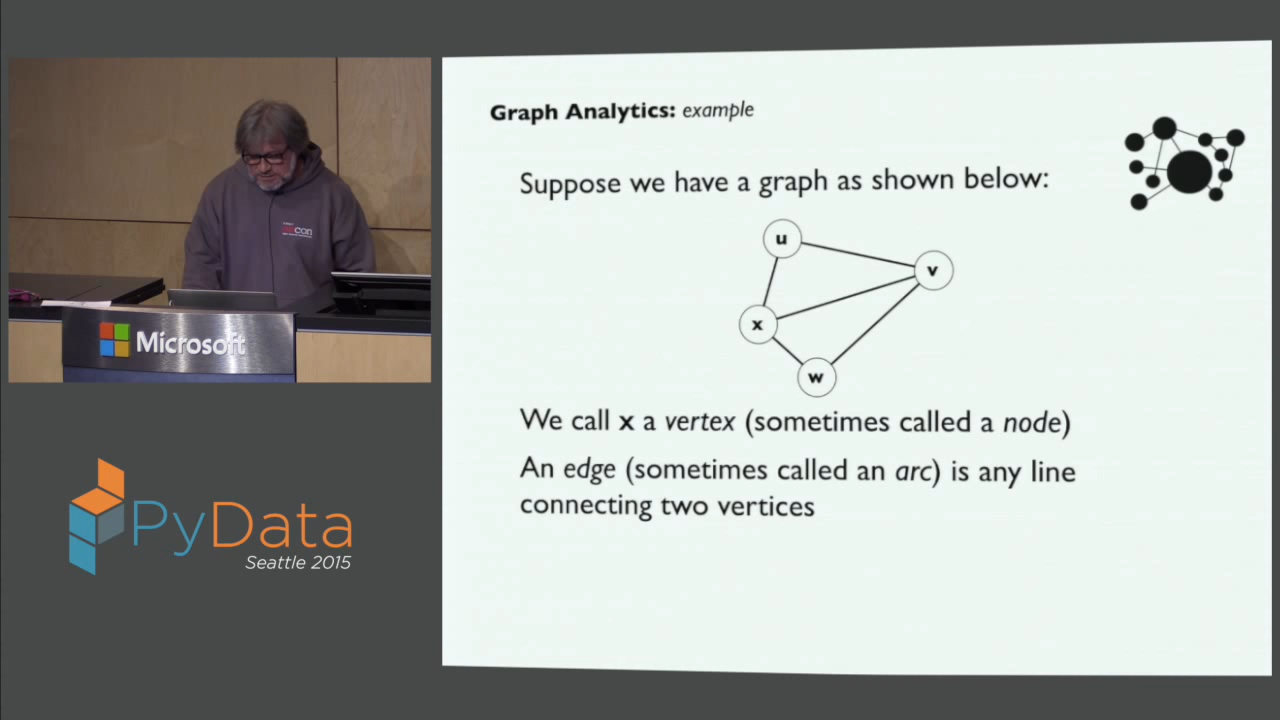 Graph Analytics: example
Suppose we have a graph as shown below:
u
v
x
w
We call x a vertex (sometimes called a node)
An edge (sometimes called an arc) is any line
connecting two vertices
Microsoft
PyData
Seattle 2015